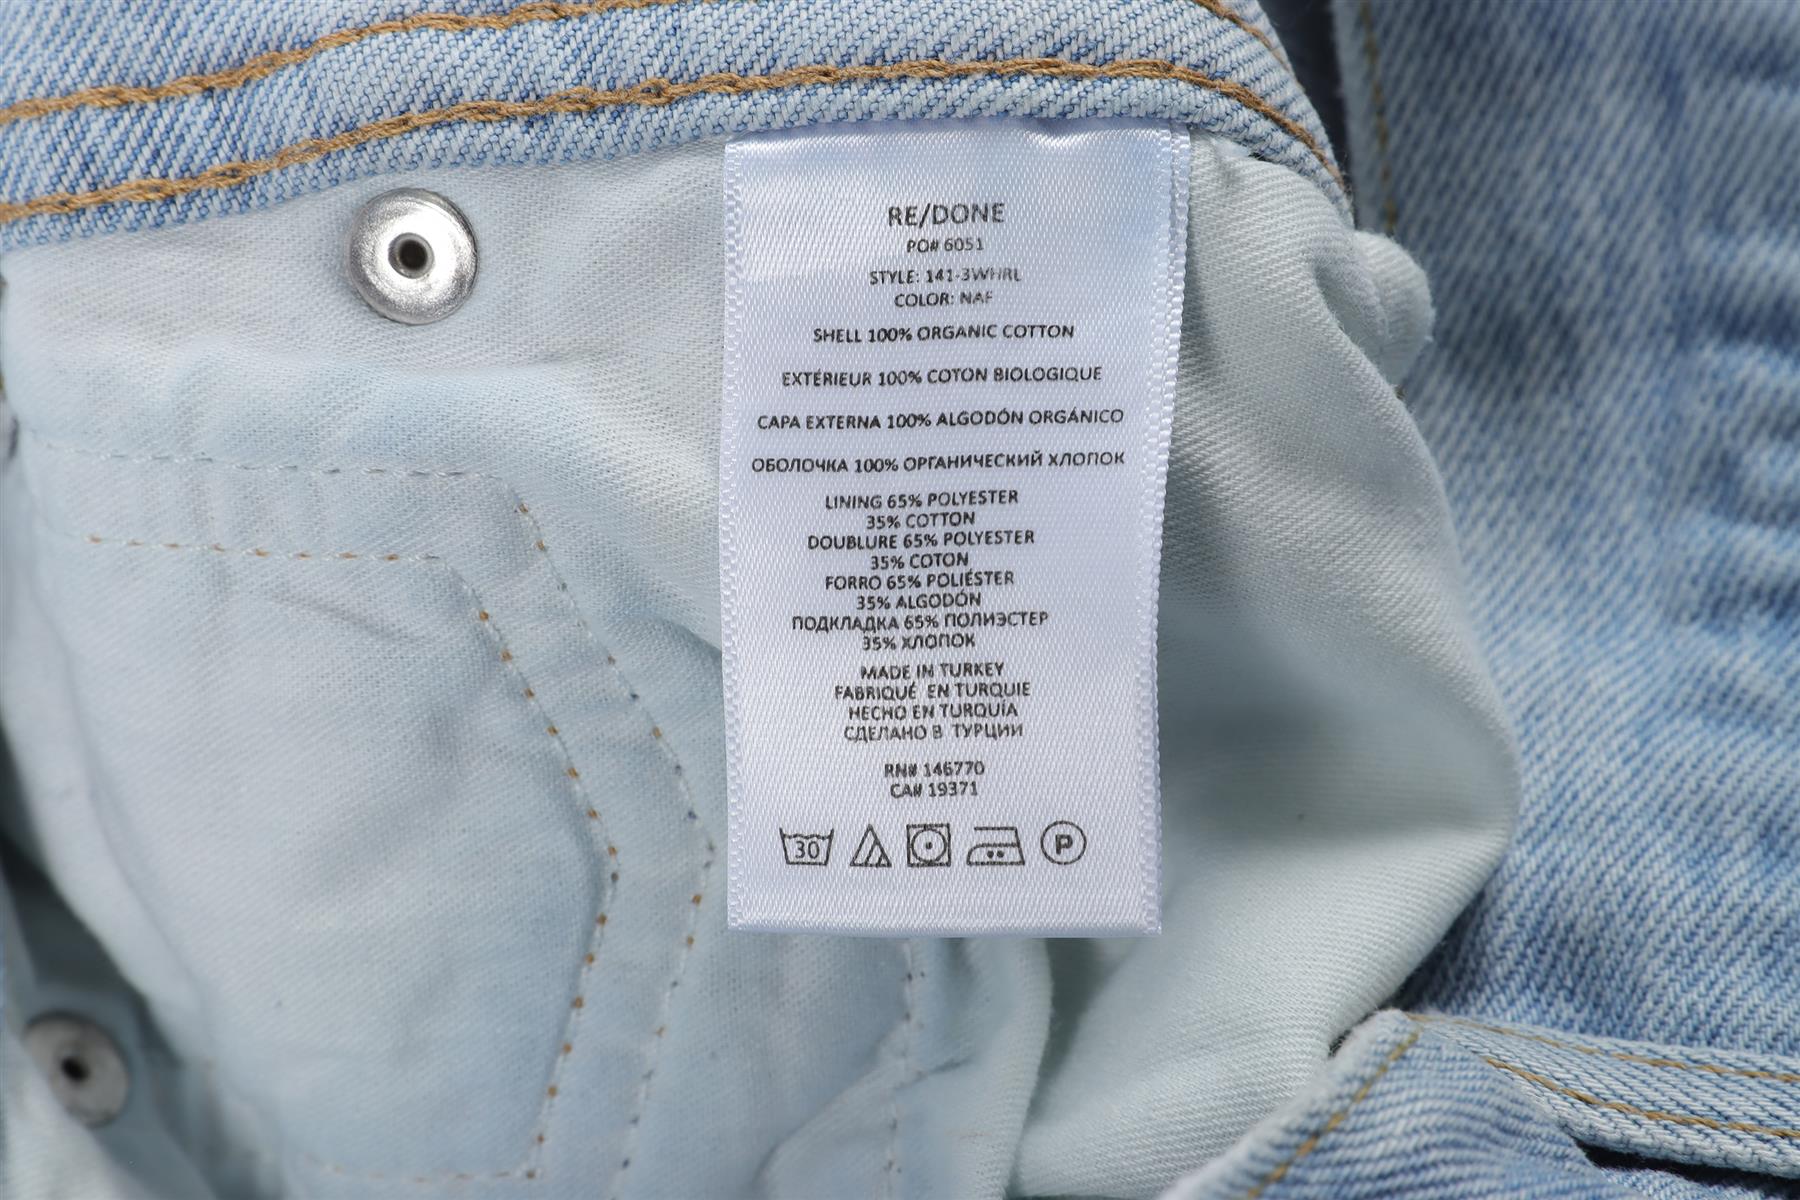 RE/DONE
PO# 6051
STYLE: 141-3WHRL
COLOR: NAF
SHELL 100% ORGANIC COTTON
EXTÉRIEUR 100% COTON BIOLOGIQUE
CAPA EXTERNA 100% ALGODÓN ORGÁNICO
ОБОЛОЧКА 100% ОРГАНИЧЕСКИЙ ХЛОПОК
LINING 65% POLYESTER
35% COTTON
DOUBLURE 65% POLYESTER
35% COTON
FORRO 65% POLIÉSTER
35% ALGODÓN
ПОДКЛАДКА 65% ПОЛИЭСТЕР
35% ХЛОПОК
MADE IN TURKEY
FABRIQUÉ EN TURQUIE
HECHO EN TURQUÍA
СДЕЛАНО В ТУРЦИИ
RN# 146770
CA# 19371
30 P